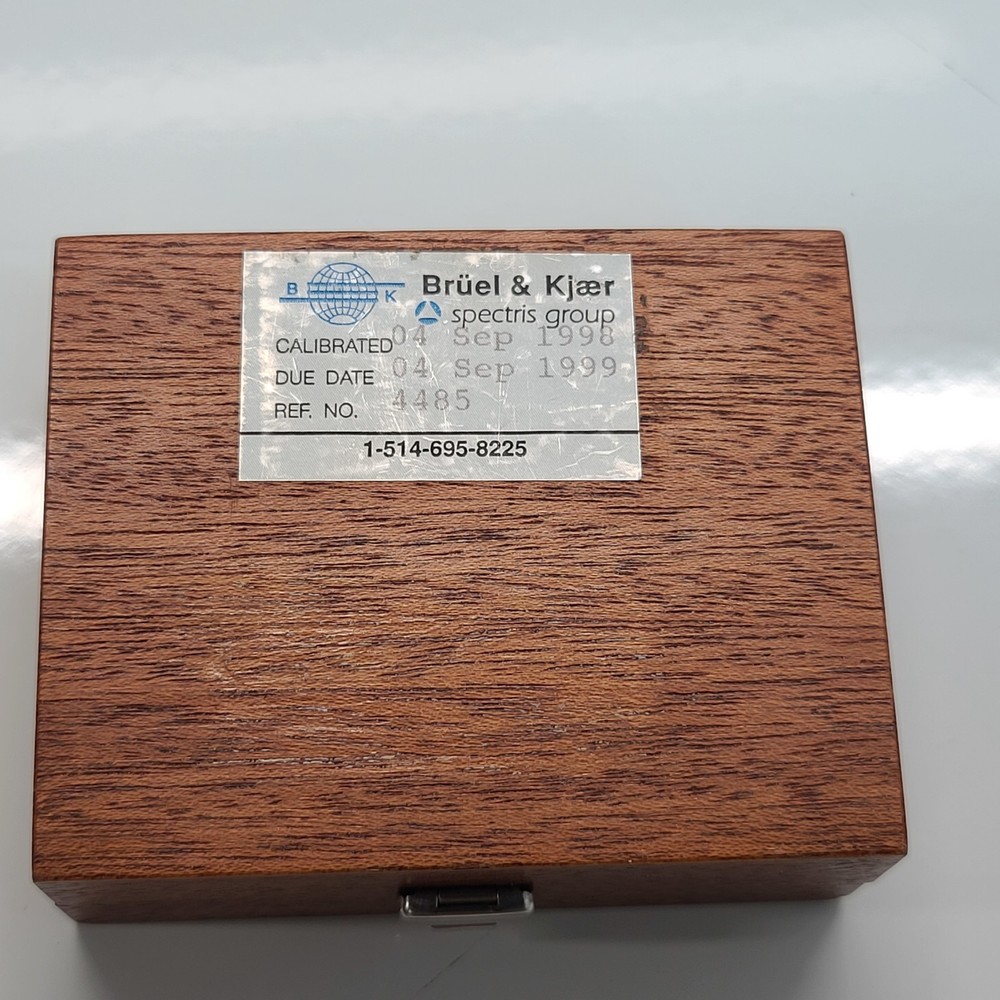 B K
Brüel & Kjær
spectris group
CALIBRATED 04 Sep 1998
DUE DATE 04 Sep 1999
REF. NO. 4485
1-514-695-8225